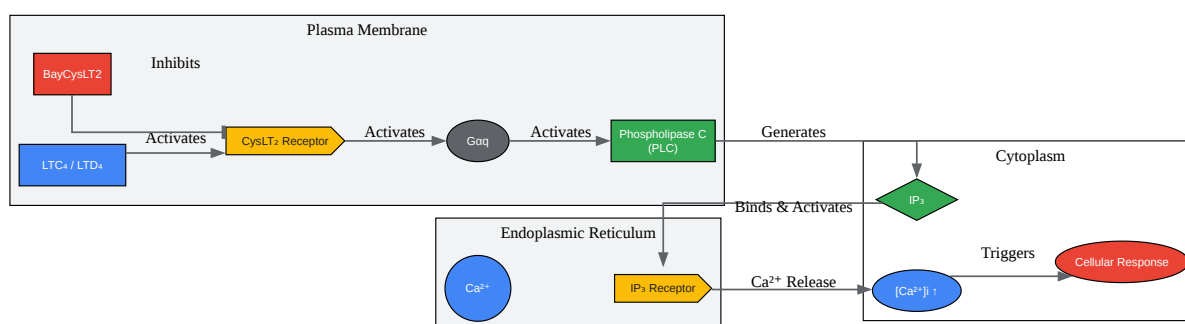 Plasma Membrane
BayCysLT2
Inhibits
LTC₄ / LTD₄
Activates
CysLT₂ Receptor
Activates
Gαq
Activates
Phospholipase C
(PLC)
Generates
Cytoplasm
IP₃
Binds & Activates
Endoplasmic Reticulum
Ca²⁺
IP₃ Receptor
Ca²⁺ Release
[Ca²⁺]i ↑
Triggers
Cellular Response